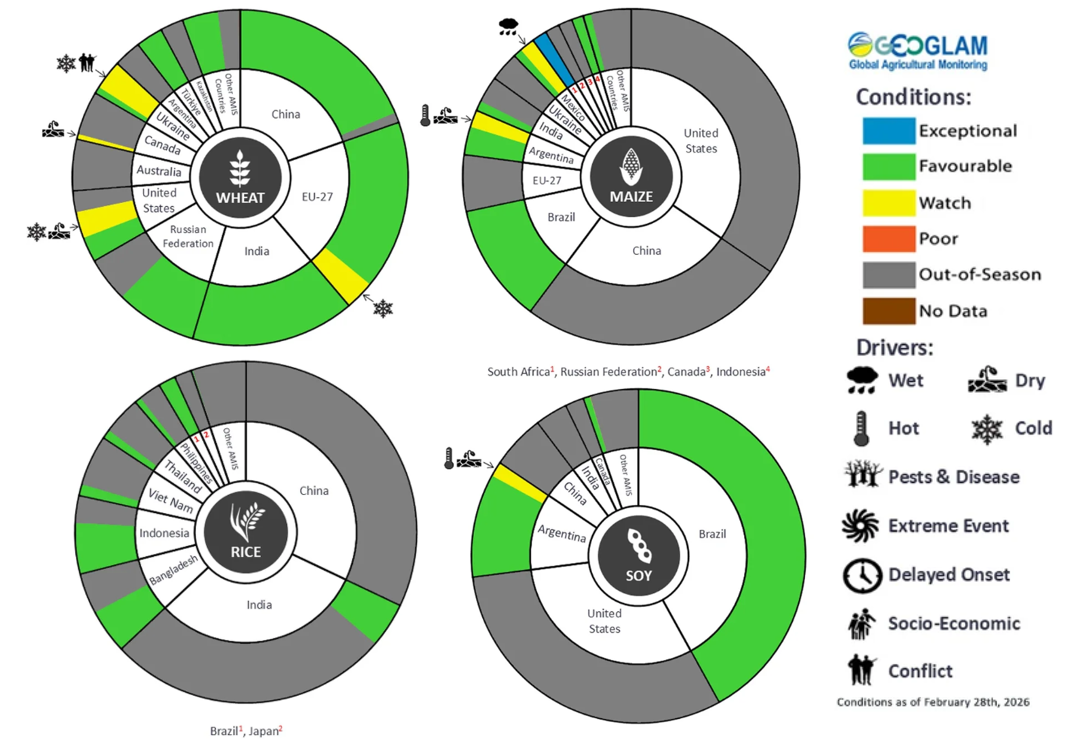 China
EU-27
India
Russian
Federation
United
States
Australia
Canada
Ukraine
Argentina
Türkiye
Kazakhstan
Other AMIS
Countries
WHEAT
United
States
China
Brazil
EU-27
Argentina
India
Ukraine
Mexico
1
2
3
4
Other AMIS
Countries
MAIZE
South Africa1, Russian Federation2, Canada3, Indonesia4
China
India
Bangladesh
Indonesia
Viet Nam
Thailand
Philippines
1
2
Other AMIS
RICE
Brazil1, Japan2
Brazil
United
States
Argentina
China
India
Canada
Other AMIS
SOY
GEOGLAM
Global Agricultural Monitoring
Conditions:
Exceptional
Favourable
Watch
Poor
Out-of-Season
No Data
Drivers:
Wet
Dry
Hot
Cold
Pests & Disease
Extreme Event
Delayed Onset
Socio-Economic
Conflict
Conditions as of February 28th, 2026